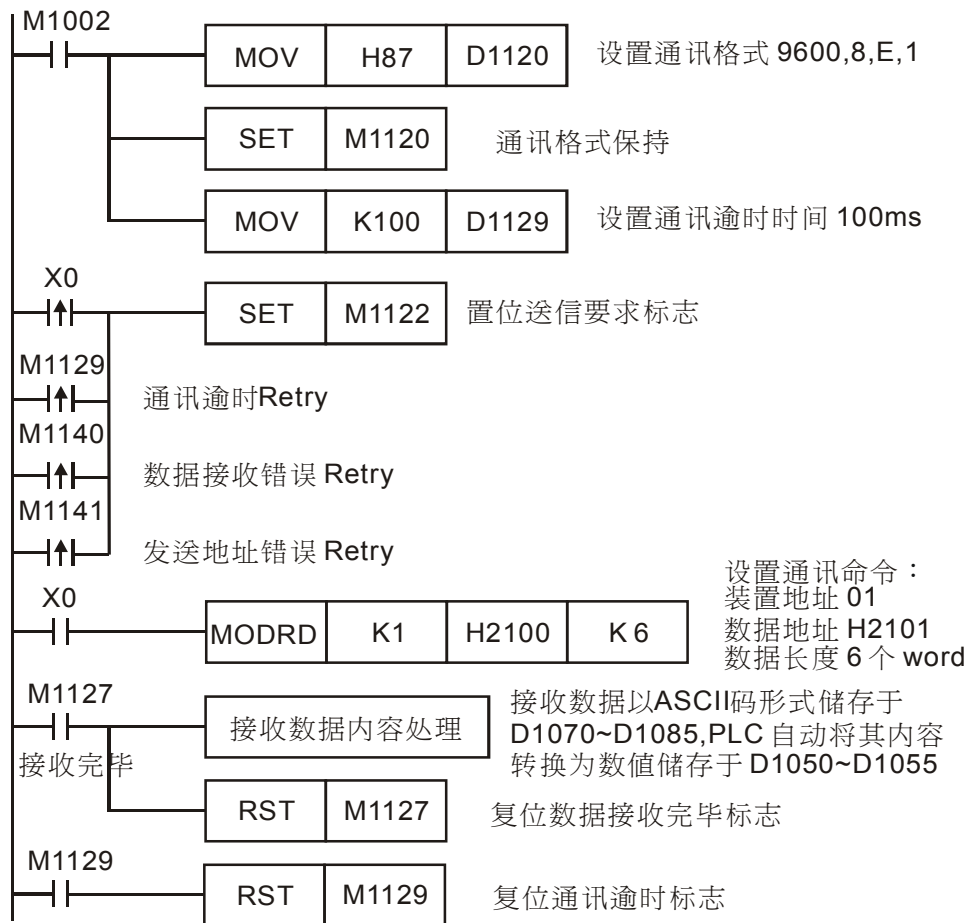 M1002
MOV H87 D1120 设置通讯格式 9600,8,E,1
SET M1120 通讯格式保持
MOV K100 D1129 设置通讯逾时时间 100ms
X0
SET M1122 置位送信要求标志
M1129
通讯逾时Retry
M1140
数据接收错误 Retry
M1141
发送地址错误 Retry
设置通讯命令：
装置地址 01
数据地址 H2101
数据长度 6 个 word
X0
MODRD K1 H2100 K 6
M1127
接收完毕
接收数据内容处理
接收数据以ASCII码形式储存于
D1070~D1085,PLC 自动将其内容
转换为数值储存于 D1050~D1055
RST M1127 复位数据接收完毕标志
M1129
RST M1129 复位通讯逾时标志